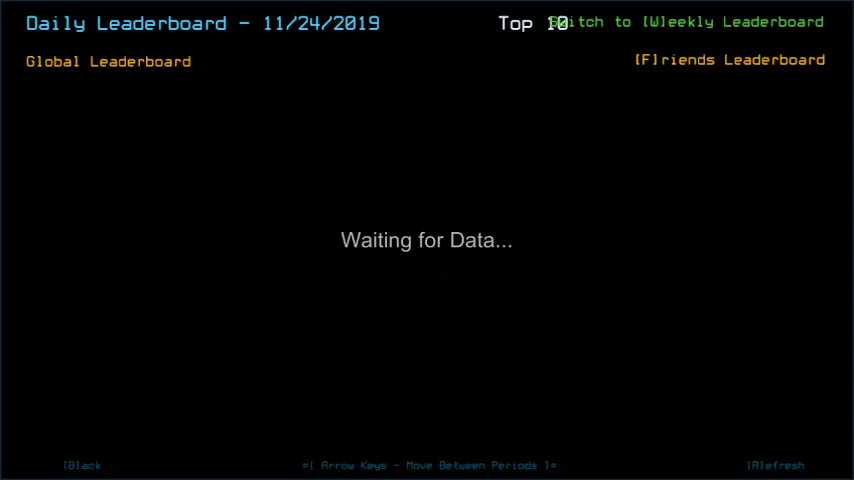 Daily Leaderboard - 11/24/2019
Top 10
Switch to [W]eekly Leaderboard
Global Leaderboard
[F]riends Leaderboard
Waiting for Data...
[B]ack
=[ Arrow Keys - Move Between Periods ]=
[R]efresh